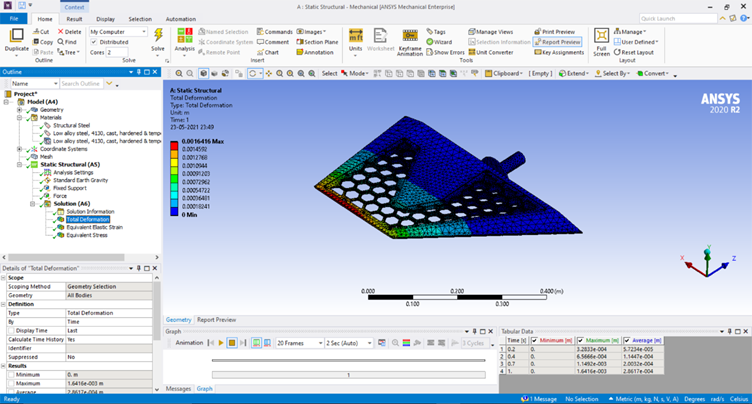 A : Static Structural - Mechanical [ANSYS Mechanical Enterprise]
Context
File Home Result Display Selection Automation
Quick Launch
Duplicate
Cut
Copy
Paste
Delete
Find
Tree
Outline
My Computer
Distributed
Cores 2
Solve
Solve
Analysis
Named Selection
Coordinate System
Remote Point
Commands
Comment
Chart
Images
Section Plane
Annotation
Insert
Units
Worksheet
Keyframe Animation
Tags
Wizard
Show Errors
Manage Views
Selection Information
Unit Converter
Print Preview
Report Preview
Key Assignments
Tools
Full Screen
Manage
User Defined
Reset Layout
Layout
Outline
Name
Search Outline
Select
Mode
Clipboard
[ Empty ]
Extend
Select By
Convert
Project*
Model (A4)
Geometry
Materials
Structural Steel
Low alloy steel, 4130, cast, hardened & tempe
Low alloy steel, 4130, cast, hardened & tempe
Coordinate Systems
Mesh
Static Structural (A5)
Analysis Settings
Standard Earth Gravity
Fixed Support
Force
Solution (A6)
Solution Information
Total Deformation
Equivalent Elastic Strain
Equivalent Stress
A: Static Structural
Total Deformation
Type: Total Deformation
Unit: m
Time: 1
23-05-2021 23:49
0.0016416 Max
0.0014592
0.0012768
0.0010944
0.00091203
0.00072962
0.00054722
0.00036481
0.00018241
0 Min
ANSYS
2020 R2
0.000
0.100
0.200
0.300
0.400 (m)
X
Y
Z
Details of "Total Deformation"
Scope
Scoping Method Geometry Selection
Geometry All Bodies
Definition
Type Total Deformation
By Time
Display Time Last
Calculate Time History Yes
Identifier
Suppressed No
Results
Minimum 0. m
Maximum 1.6416e-003 m
Average 2.8617e-004 m
Geometry Report Preview
Graph
Animation
20 Frames
2 Sec (Auto)
3 Cycles
1
Messages Graph
Tabular Data
Time [s] Minimum [m] Maximum [m] Average [m]
1 0.2 0. 3.2833e-004 5.7234e-005
2 0.4 0. 6.5666e-004 1.1447e-004
3 0.7 0. 1.1492e-003 2.0032e-004
4 1. 0. 1.6416e-003 2.8617e-004
Ready
1 Message
No Selection
Metric (m, kg, N, s, V, A)
Degrees
rad/s
Celsius